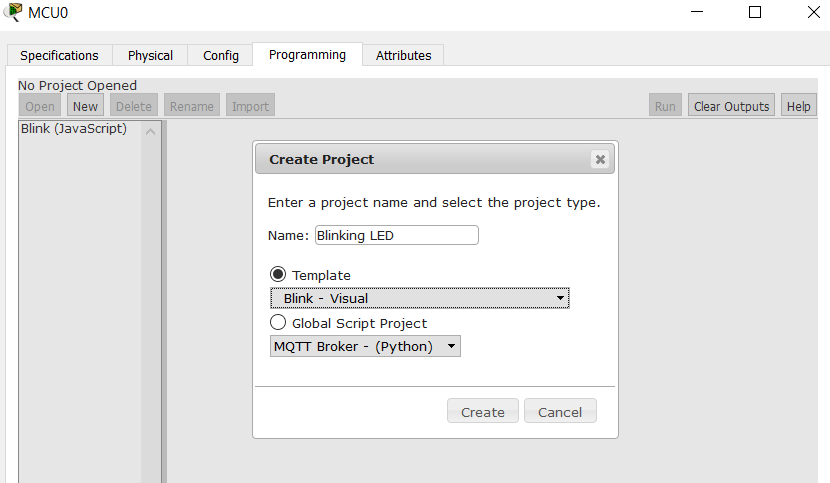 MCU0
Specifications Physical Config Programming Attributes
No Project Opened
Open New Delete Rename Import Run Clear Outputs Help
Blink (JavaScript)
Create Project
Enter a project name and select the project type.
Name: Blinking LED
Template
Blink - Visual
Global Script Project
MQTT Broker - (Python)
Create Cancel